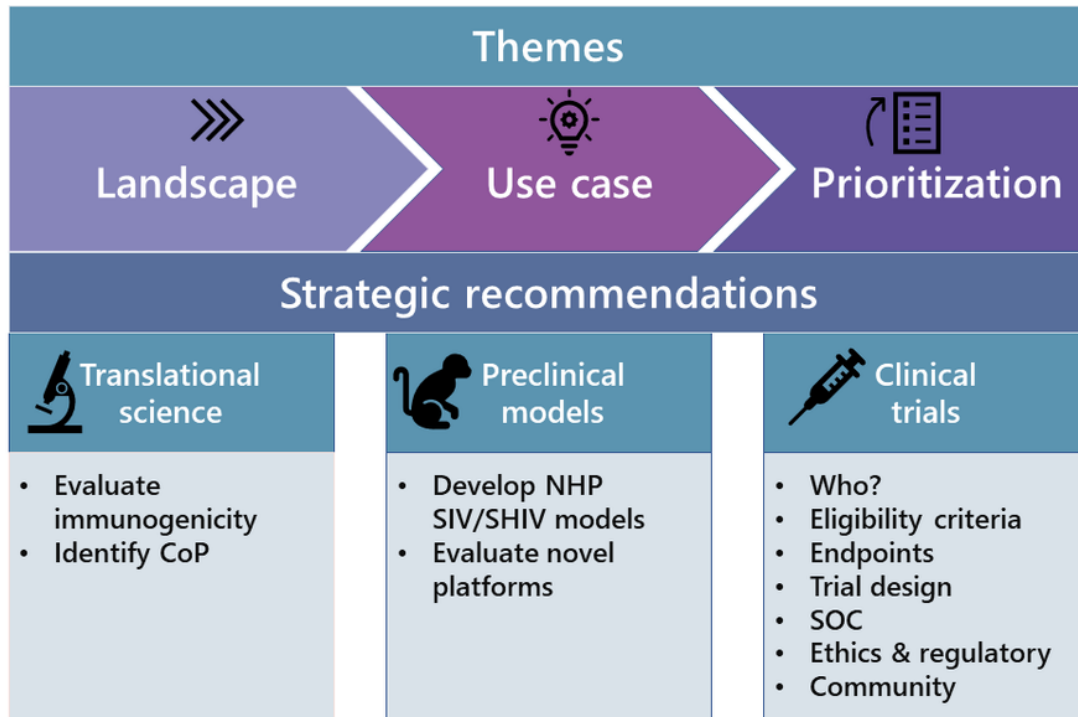 Themes
Landscape
Use case
Prioritization
Strategic recommendations
Translational
science
• Evaluate
immunogenicity
• Identify CoP
Preclinical
models
• Develop NHP
SIV/SHIV models
• Evaluate novel
platforms
Clinical
trials
• Who?
• Eligibility criteria
• Endpoints
• Trial design
• SOC
• Ethics & regulatory
• Community